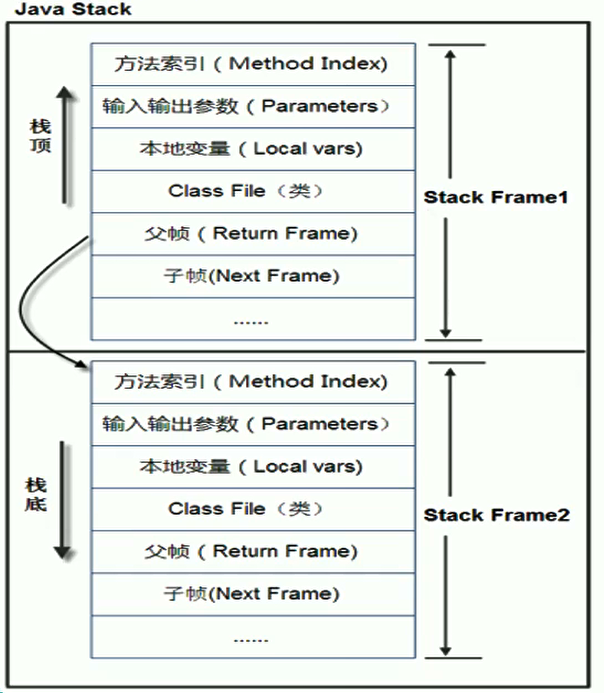 Java Stack
方法索引 ( Method Index)
输入输出参数 ( Parameters）
本地变量 ( Local vars)
Class File（类）
父帧 ( Return Frame)
子帧(Next Frame)
......
栈顶
Stack Frame1
方法索引 ( Method Index)
输入输出参数 ( Parameters）
本地变量 ( Local vars)
Class File（类）
父帧 ( Return Frame)
子帧(Next Frame)
......
栈底
Stack Frame2